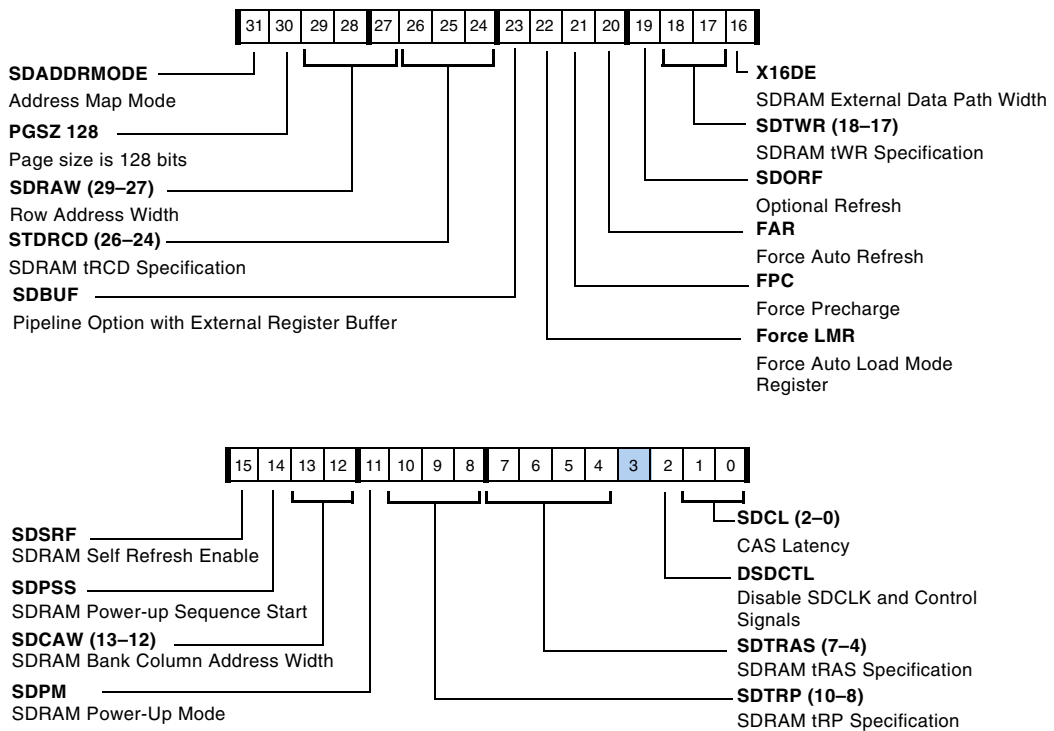 31 30 29 28 27 26 25 24 23 22 21 20 19 18 17 16
SDADDRMODE
Address Map Mode
PGSZ 128
Page size is 128 bits
SDRAW (29–27)
Row Address Width
STDRCD (26–24)
SDRAM tRCD Specification
SDBUF
Pipeline Option with External Register Buffer
X16DE
SDRAM External Data Path Width
SDTWR (18–17)
SDRAM tWR Specification
SDORF
Optional Refresh
FAR
Force Auto Refresh
FPC
Force Precharge
Force LMR
Force Auto Load Mode
Register
15 14 13 12 11 10 9 8 7 6 5 4 3 2 1 0
SDSRF
SDRAM Self Refresh Enable
SDPSS
SDRAM Power-up Sequence Start
SDCAW (13–12)
SDRAM Bank Column Address Width
SDPM
SDRAM Power-Up Mode
SDCL (2–0)
CAS Latency
DSDCTL
Disable SDCLK and Control
Signals
SDTRAS (7–4)
SDRAM tRAS Specification
SDTRP (10–8)
SDRAM tRP Specification